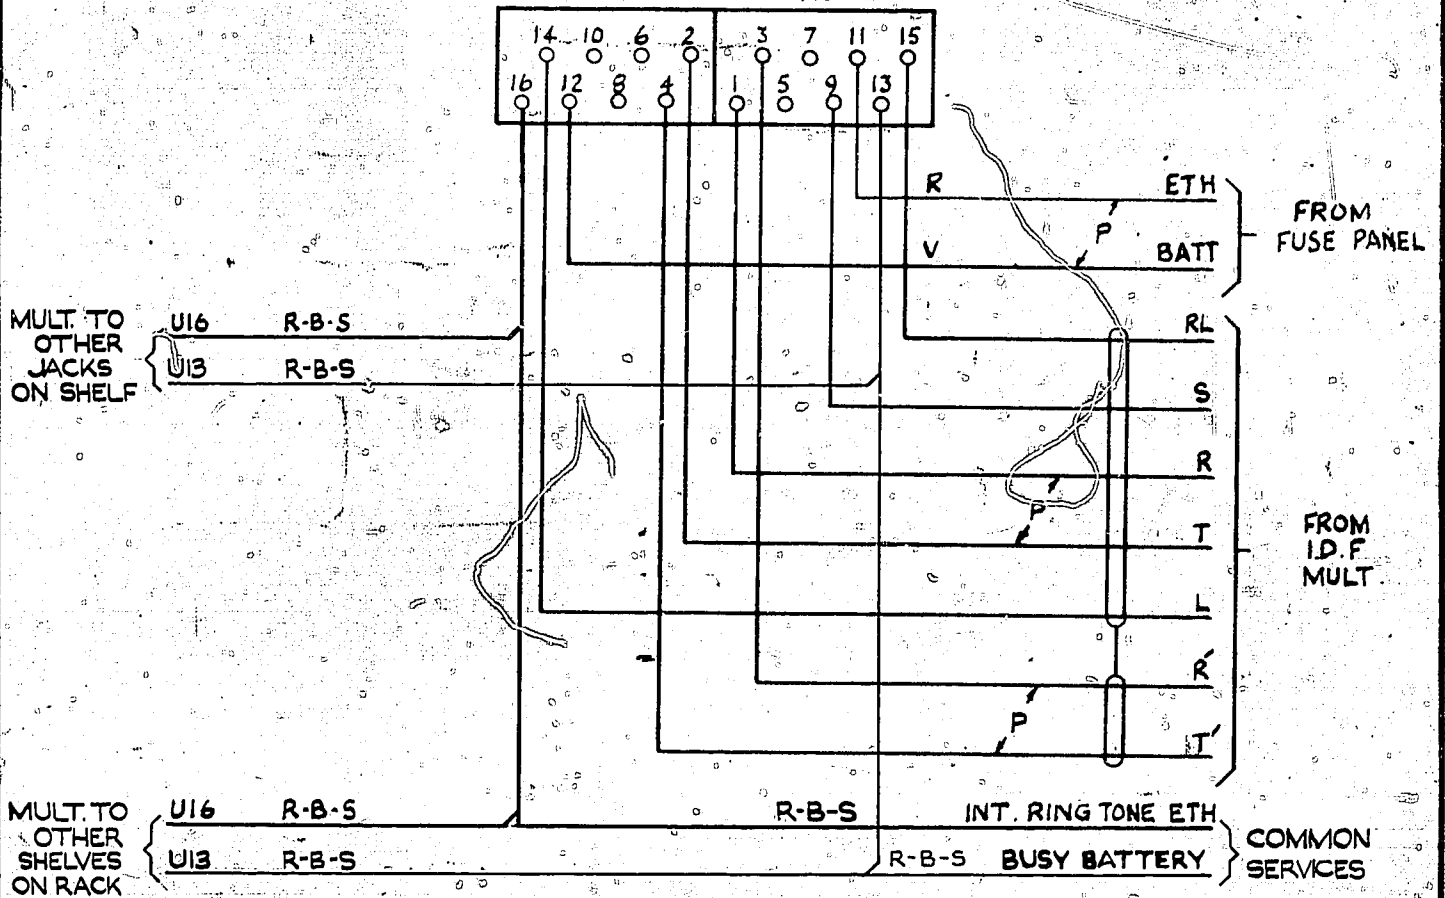 14 10 6 2 3 7 11 15
16 12 8 4 1 5 9 13
R ETH
P
V BATT
FROM
FUSE PANEL
MULT. TO
OTHER
JACKS
ON SHELF
U16 R-B-S
U13 R-B-S
RL
S
R
P
T
L
R'
P
T'
FROM
I.D.F
MULT.
MULT. TO
OTHER
SHELVES
ON RACK
U16 R-B-S
U13 R-B-S
R-B-S INT. RING TONE ETH
R-B-S BUSY BATTERY
COMMON
SERVICES